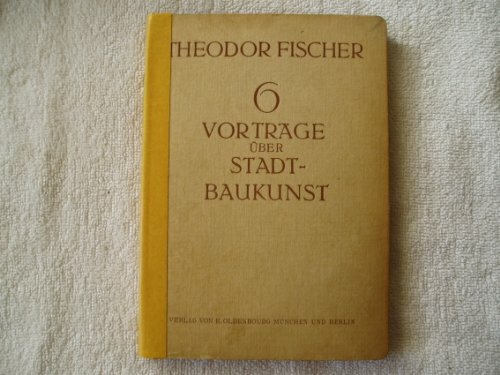 THEODOR FISCHER
6
VORTRÄGE
ÜBER
STADT-
BAUKUNST
VERLAG VON R. OLDENBOURG MÜNCHEN UND BERLIN